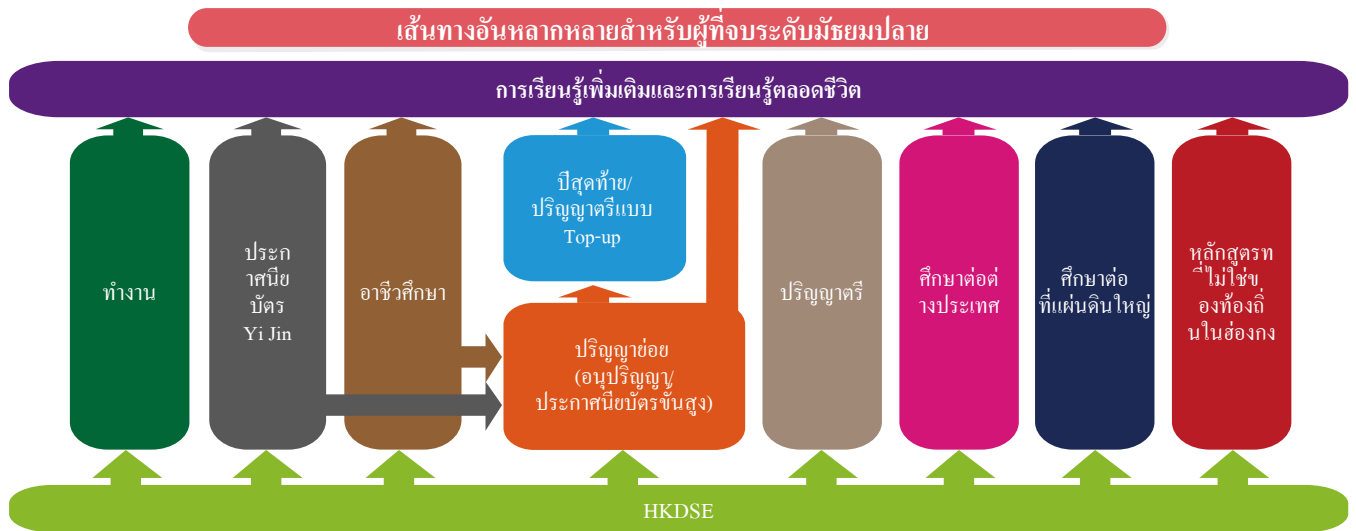 เส้นทางอันหลากหลายสำหรับผู้ที่จบระดับมัธยมปลาย
การเรียนรู้เพิ่มเติมและการเรียนรู้ตลอดชีวิต
ทำงาน
ประก
าศนีย
บัตร
Yi Jin
อาชีวศึกษา
ปีสุดท้าย/
ปริญญาตรีแบบ
Top-up
ปริญญาย่อย
(อนุปริญญา/
ประกาศนียบัตรขั้นสูง)
ปริญญาตรี
ศึกษาต่อต่
างประเทศ
ศึกษาต่อ
ที่แผ่นดินใหญ่
หลักสูตรท
ี่ไม่ใช่ข
องท้องถิ่
นในฮ่องกง
HKDSE